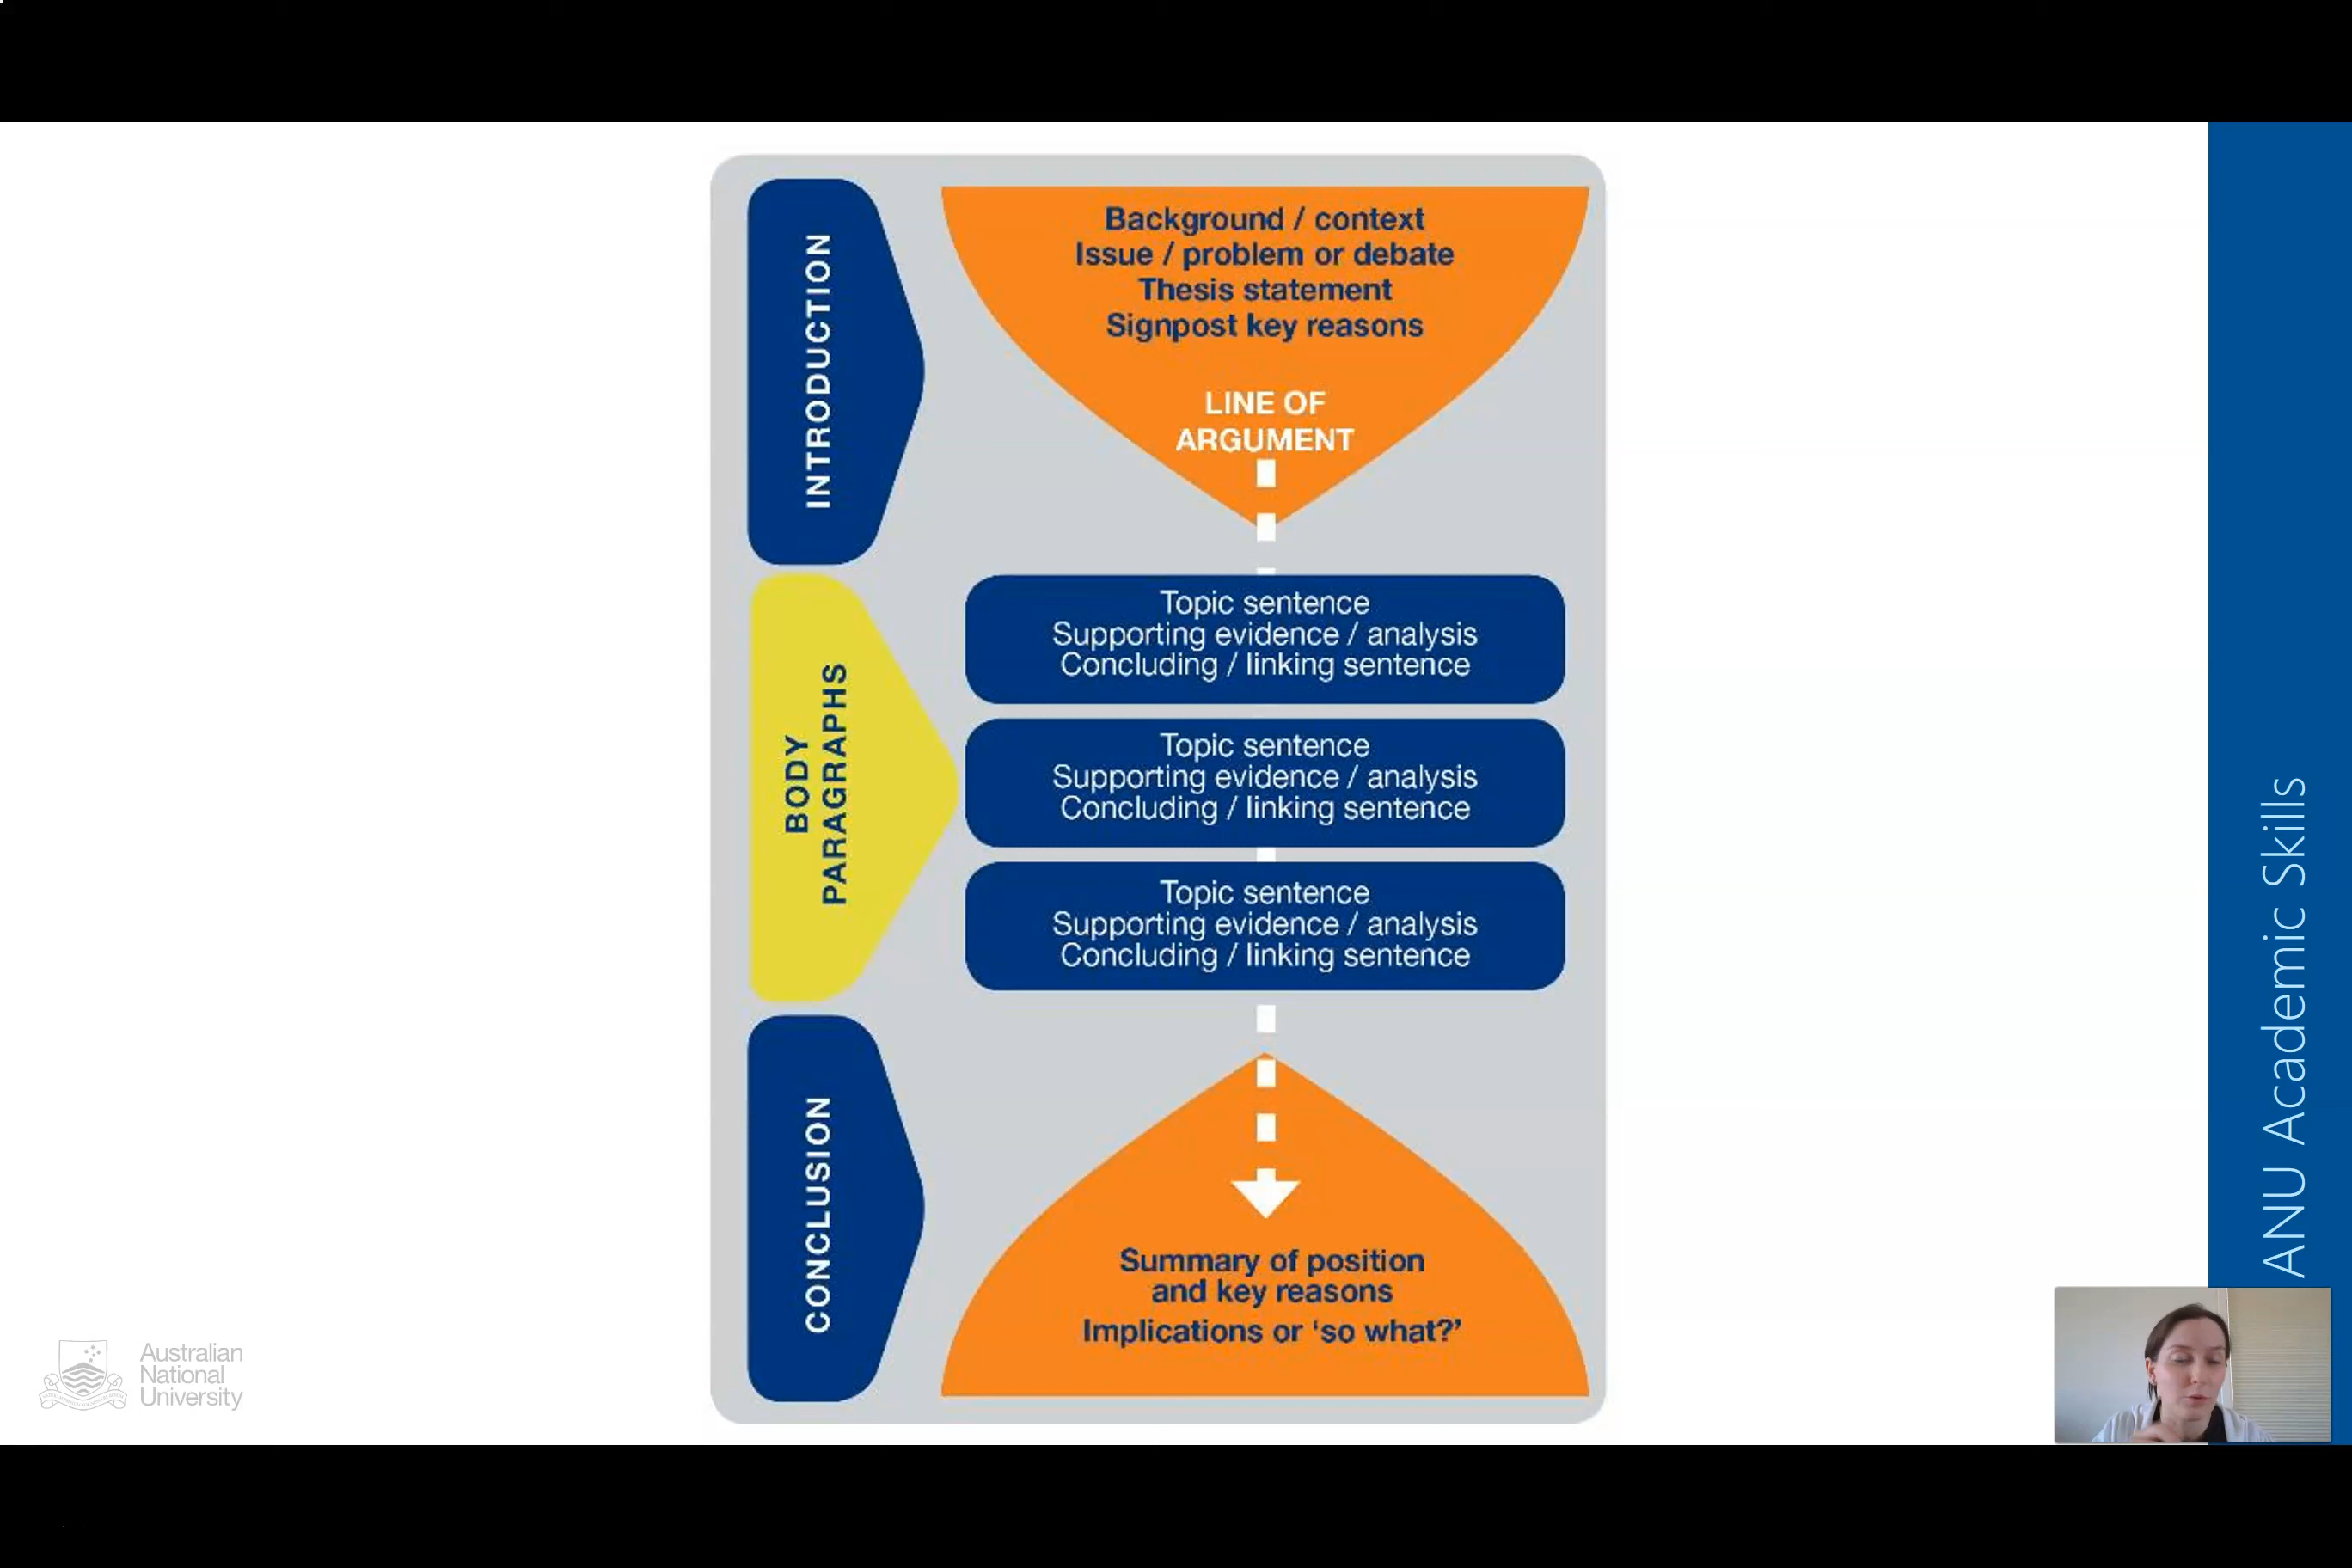 INTRODUCTION
Background / context
Issue / problem or debate
Thesis statement
Signpost key reasons
LINE OF
ARGUMENT
BODY
PARAGRAPHS
Topic sentence
Supporting evidence / analysis
Concluding / linking sentence
Topic sentence
Supporting evidence / analysis
Concluding / linking sentence
Topic sentence
Supporting evidence / analysis
Concluding / linking sentence
CONCLUSION
Summary of position
and key reasons
Implications or ‘so what?’
Australian
National
University
ANU Academic Skills